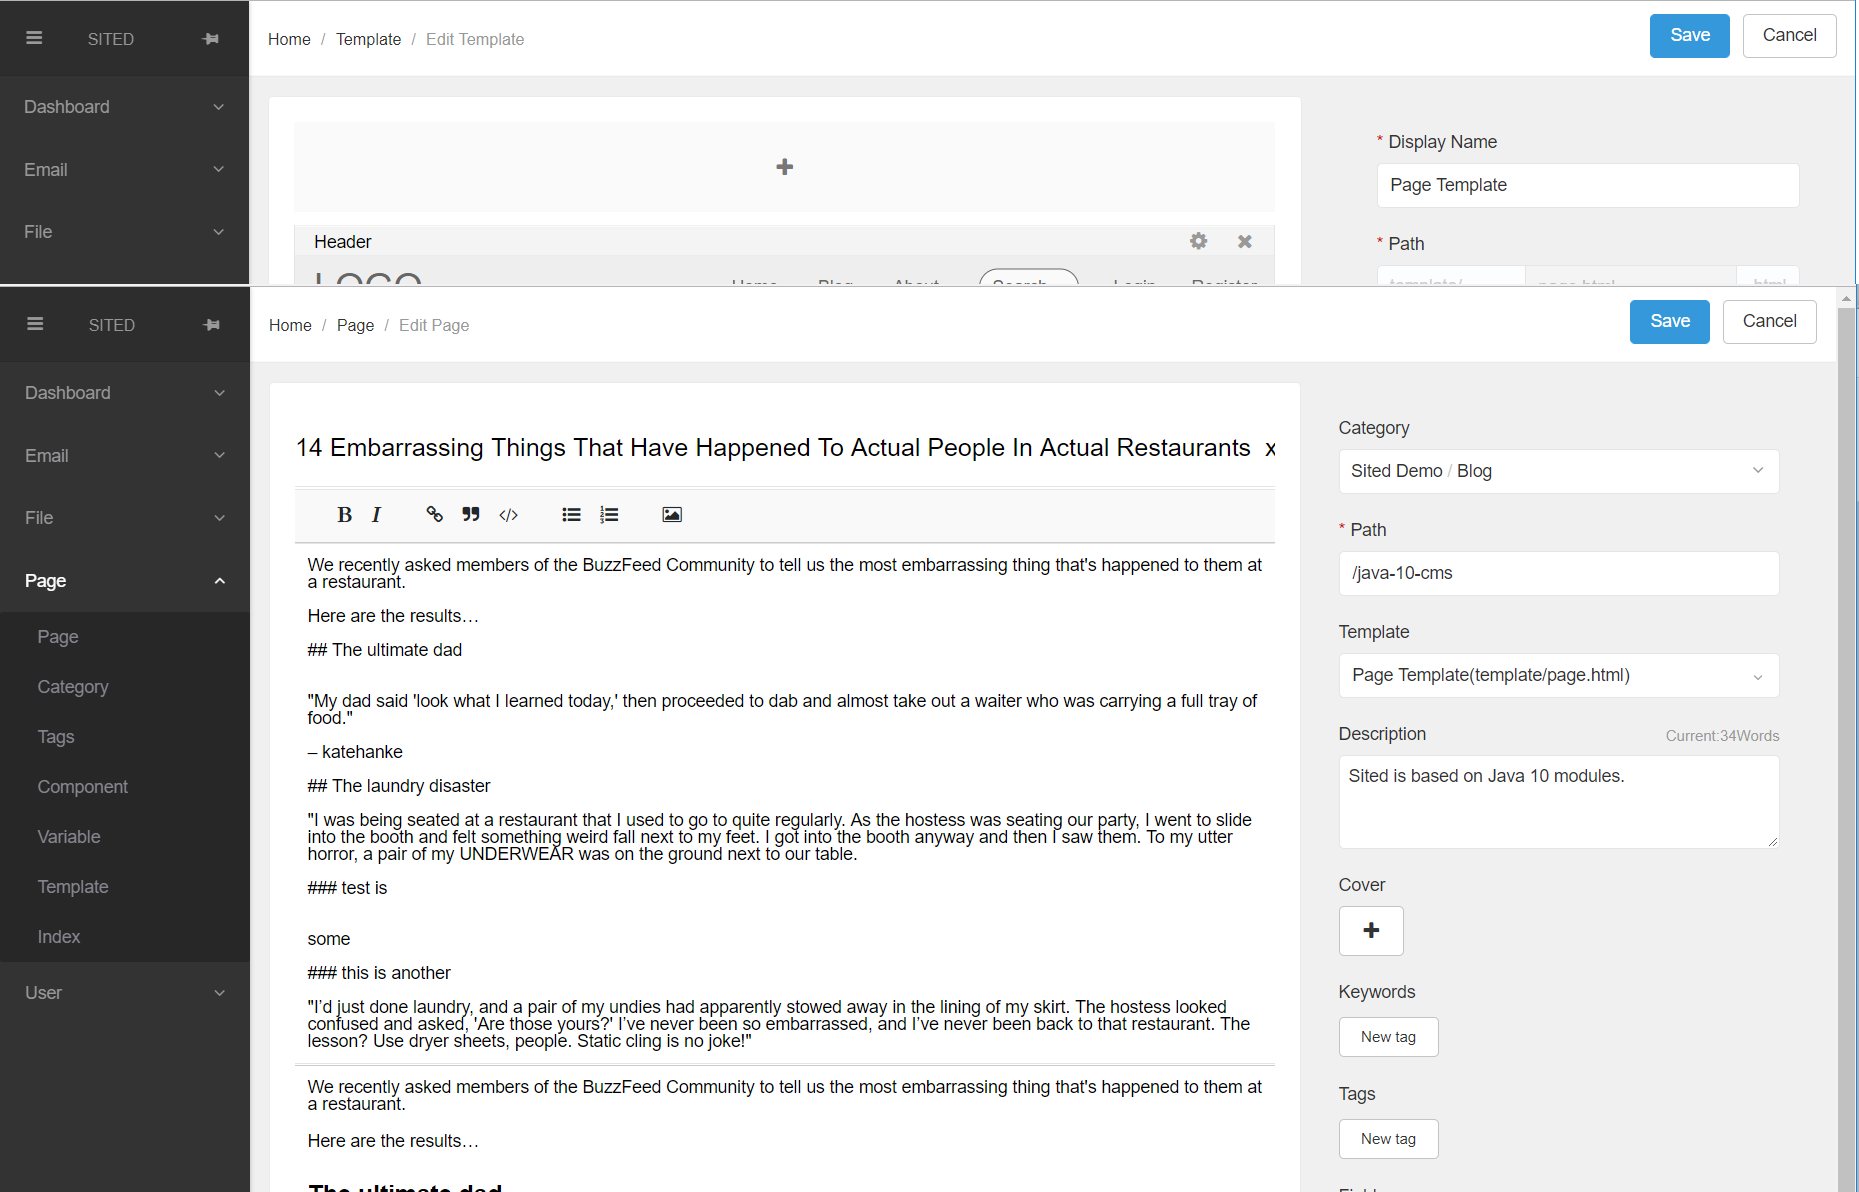 SITED
Home / Template / Edit Template
Save
Cancel
Dashboard
Email
File
* Display Name
Page Template
* Path
Header
LOGO
Home
Blog
About
Search
Login
Register
template/
page.html
.html
SITED
Home / Page / Edit Page
Save
Cancel
Dashboard
Email
File
Page
Page
Category
Tags
Component
Variable
Template
Index
User
14 Embarrassing Things That Have Happened To Actual People In Actual Restaurants x
B I
We recently asked members of the BuzzFeed Community to tell us the most embarrassing thing that's happened to them at
a restaurant.
Here are the results…
## The ultimate dad
"My dad said 'look what I learned today,' then proceeded to dab and almost take out a waiter who was carrying a full tray of
food."
– katehanke
## The laundry disaster
"I was being seated at a restaurant that I used to go to quite regularly. As the hostess was seating our party, I went to slide
into the booth and felt something weird fall next to my feet. I got into the booth anyway and then I saw them. To my utter
horror, a pair of my UNDERWEAR was on the ground next to our table.
### test is
some
### this is another
"I’d just done laundry, and a pair of my undies had apparently stowed away in the lining of my skirt. The hostess looked
confused and asked, 'Are those yours?' I’ve never been so embarrassed, and I’ve never been back to that restaurant. The
lesson? Use dryer sheets, people. Static cling is no joke!"
We recently asked members of the BuzzFeed Community to tell us the most embarrassing thing that's happened to them at
a restaurant.
Here are the results…
The ultimate dad
Category
Sited Demo / Blog
* Path
/java-10-cms
Template
Page Template(template/page.html)
Description
Current:34Words
Sited is based on Java 10 modules.
Cover
Keywords
New tag
Tags
New tag